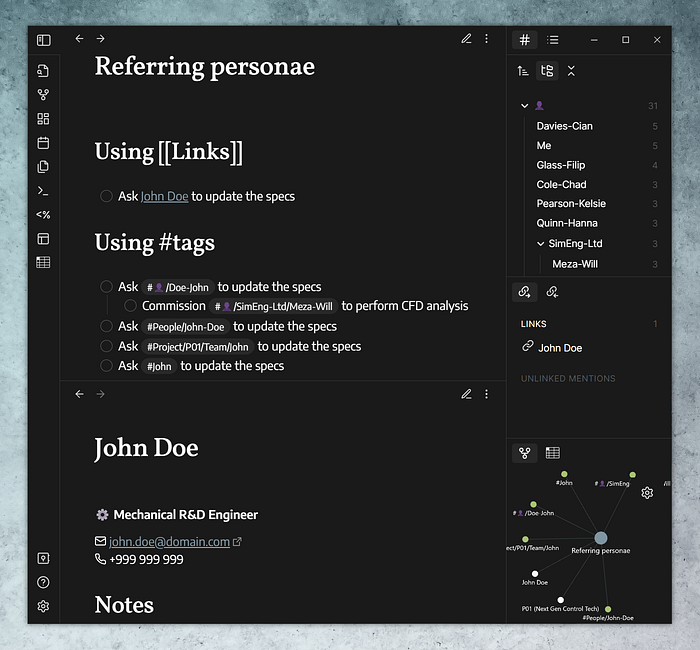 Referring personae
Using [[Links]]
Ask John Doe to update the specs
Using #tags
Ask #👤/Doe-John to update the specs
Commission #👤/SimEng-Ltd/Meza-Will to perform CFD analysis
Ask #People/John-Doe to update the specs
Ask #Project/P01/Team/John to update the specs
Ask #John to update the specs
John Doe
⚙️ Mechanical R&D Engineer
john.doe@domain.com
+999 999 999
Notes
<%
#
👤 31
Davies-Cian 5
Me 5
Glass-Filip 4
Cole-Chad 3
Pearson-Kelsie 3
Quinn-Hanna 3
SimEng-Ltd 3
Meza-Will 3
LINKS 1
John Doe
UNLINKED MENTIONS
#John
#👤/SimEng
#👤/Doe-John
ect/P01/Team/John
Referring personae
John Doe
P01 (Next Gen Control Tech)
#People/John-Doe